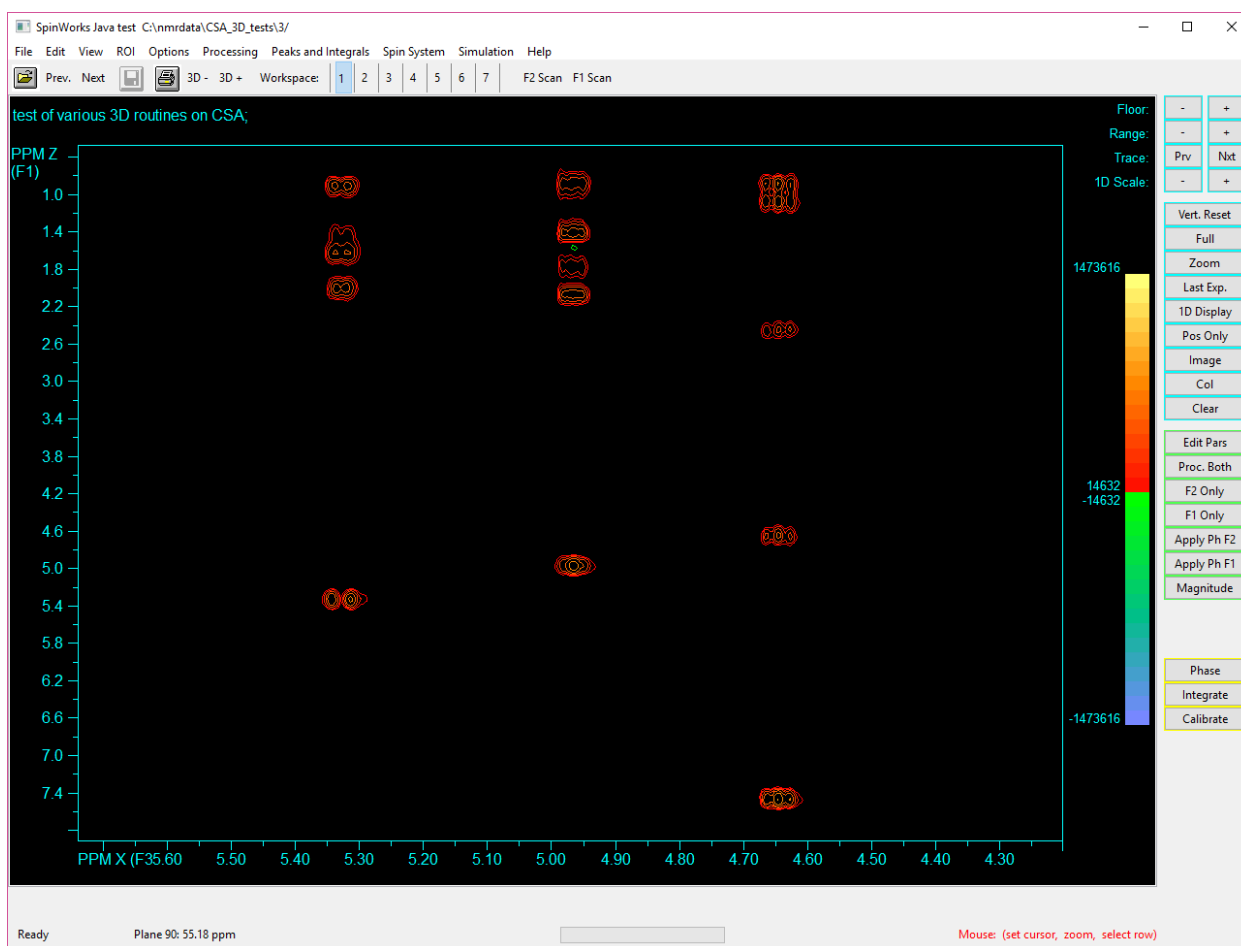 SpinWorks Java test  C:\nmrdata\CSA_3D_tests\3/
File Edit View ROI Options Processing Peaks and Integrals Spin System Simulation Help
Prev. Next 3D - 3D + Workspace: 1 2 3 4 5 6 7 F2 Scan F1 Scan
test of various 3D routines on CSA;
PPM Z
(F1)
1.0
1.4
1.8
2.2
2.6
3.0
3.4
3.8
4.2
4.6
5.0
5.4
5.8
6.2
6.6
7.0
7.4
PPM X (F35.60 5.50 5.40 5.30 5.20 5.10 5.00 4.90 4.80 4.70 4.60 4.50 4.40 4.30
Floor: - +
Range: - +
Trace: Prv Nxt
1D Scale: - +
1473616
14632
-14632
-1473616
Vert. Reset
Full
Zoom
Last Exp.
1D Display
Pos Only
Image
Col
Clear
Edit Pars
Proc. Both
F2 Only
F1 Only
Apply Ph F2
Apply Ph F1
Magnitude
Phase
Integrate
Calibrate
Ready Plane 90: 55.18 ppm Mouse: (set cursor, zoom, select row)